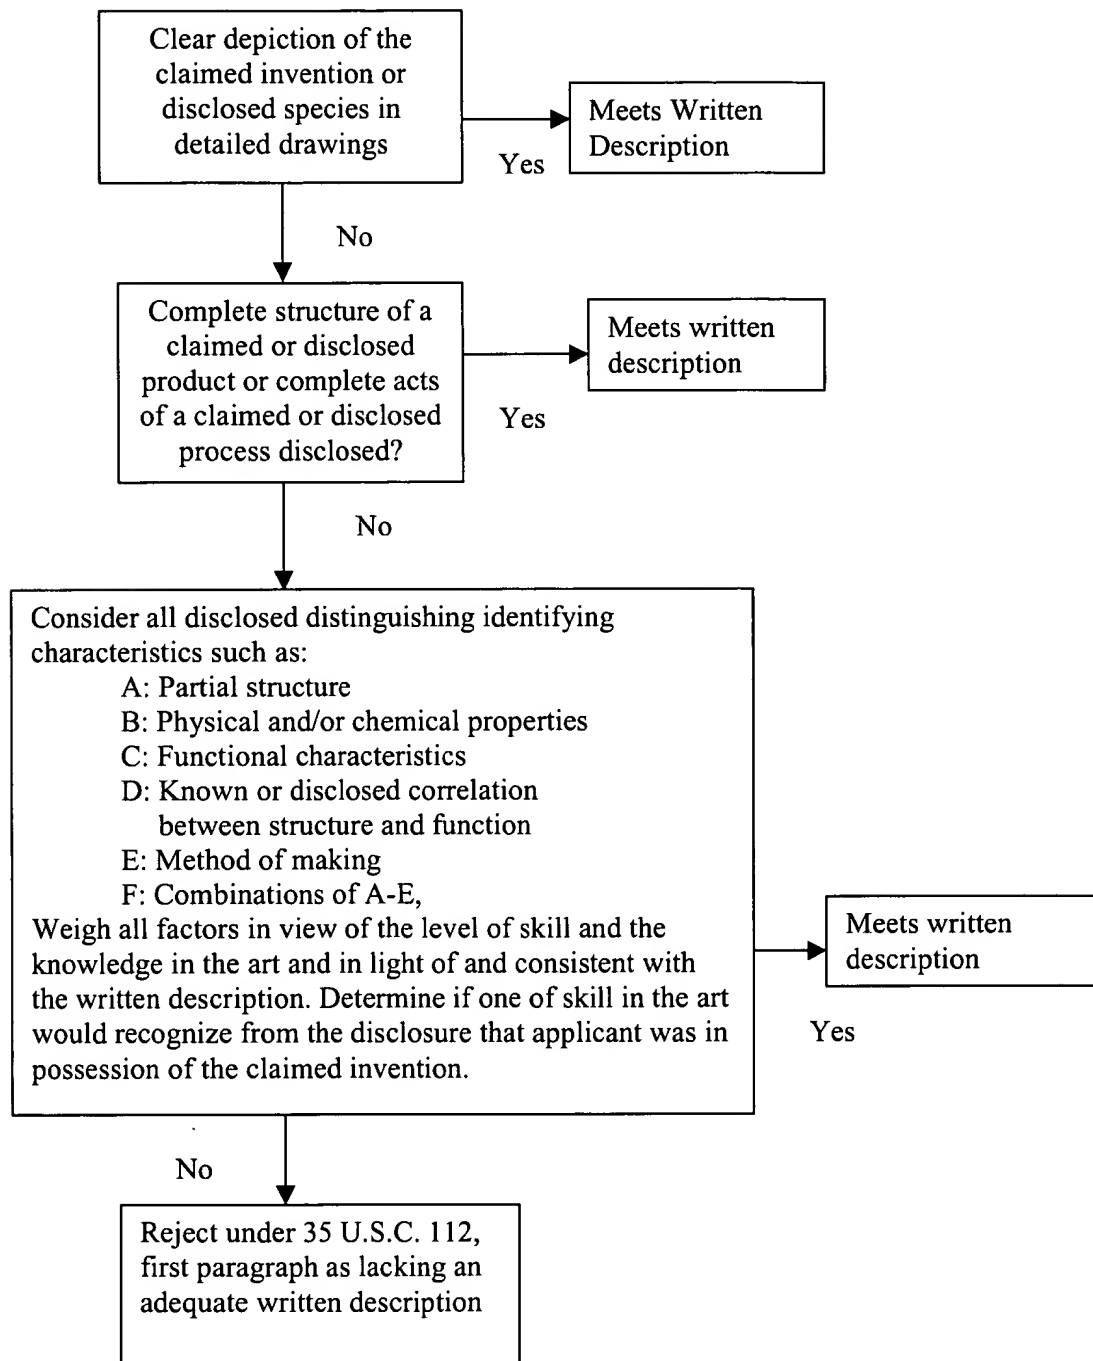 Clear depiction of the
claimed invention or
disclosed species in
detailed drawings
Meets Written
Description
Yes
No
Complete structure of a
claimed or disclosed
product or complete acts
of a claimed or disclosed
process disclosed?
Meets written
description
Yes
No
Consider all disclosed distinguishing identifying
characteristics such as:
A: Partial structure
B: Physical and/or chemical properties
C: Functional characteristics
D: Known or disclosed correlation
between structure and function
E: Method of making
F: Combinations of A-E,
Weigh all factors in view of the level of skill and the
knowledge in the art and in light of and consistent with
the written description. Determine if one of skill in the art
would recognize from the disclosure that applicant was in
possession of the claimed invention.
Meets written
description
Yes
No
Reject under 35 U.S.C. 112,
first paragraph as lacking an
adequate written description